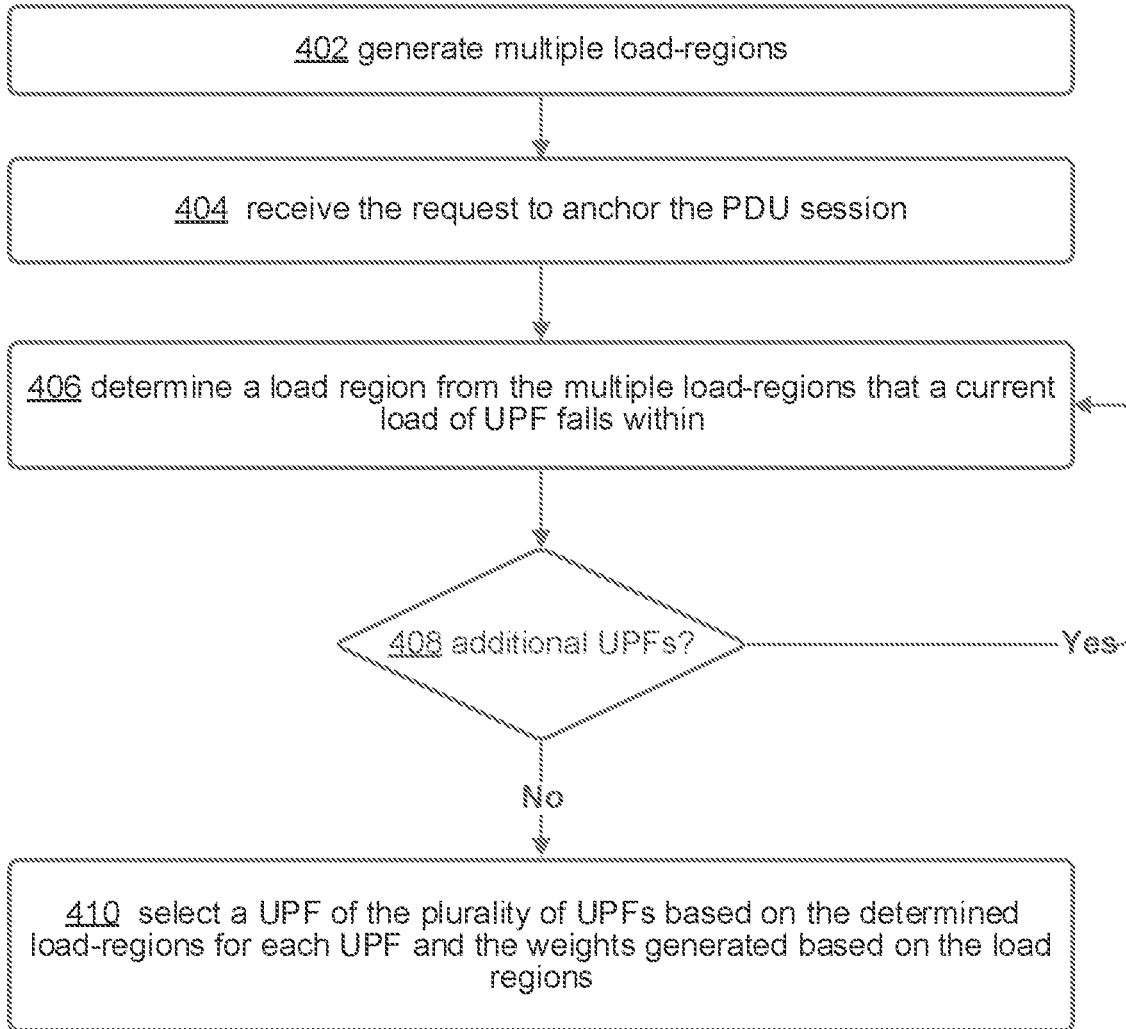 402 generate multiple load-regions
404 receive the request to anchor the PDU session
406 determine a load region from the multiple load-regions that a current
load of UPF falls within
408 additional UPFs?
Yes
No
410 select a UPF of the plurality of UPFs based on the determined
load-regions for each UPF and the weights generated based on the load
regions